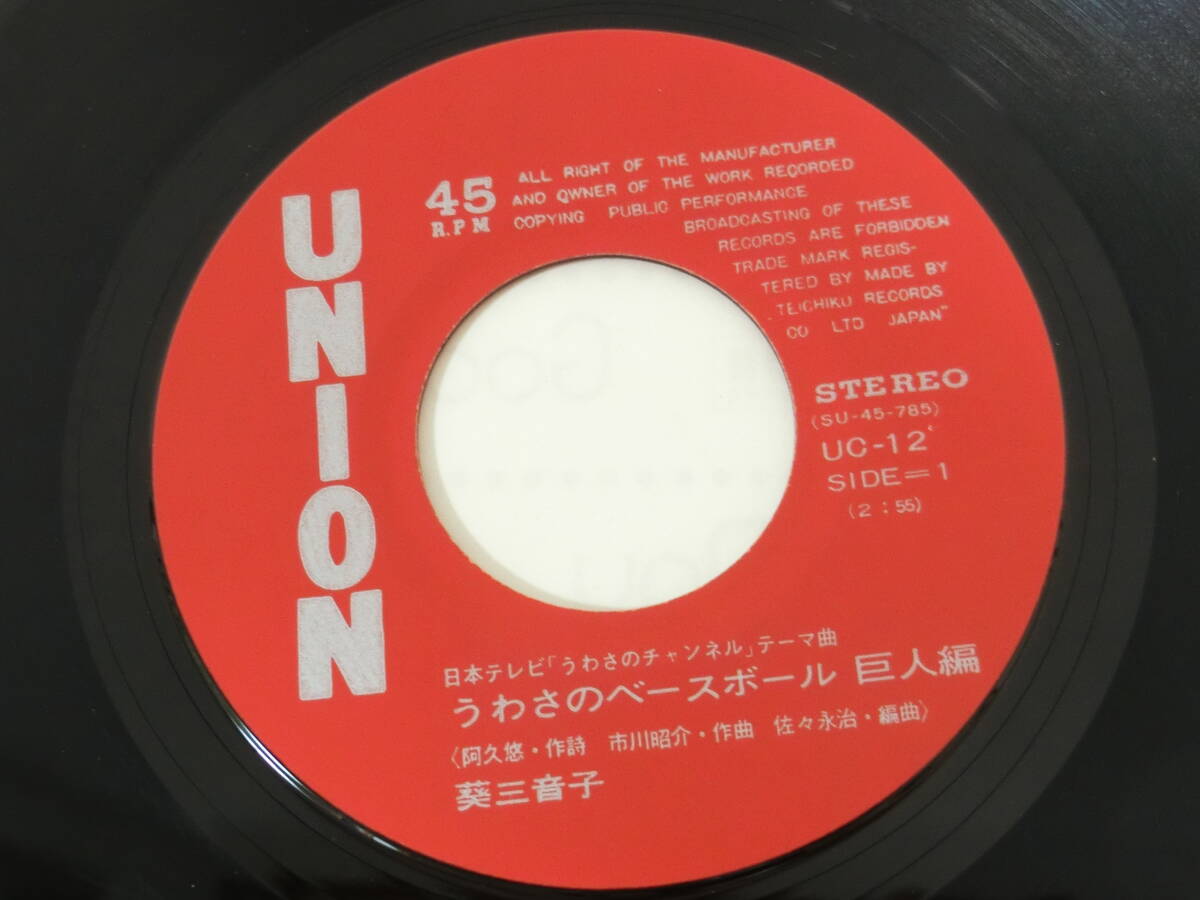 UNION
45
R.P.M
ALL RIGHT OF THE MANUFACTURER
AND QWNER OF THE WORK RECORDED
COPYING PUBLIC PERFORMANCE
BROADCASTING OF THESE
RECORDS ARE FORBIDDEN
TRADE MARK REGIS-
TERED BY MADE BY
TEICHIKU RECORDS
CO LTD JAPAN"
STEREO
(SU-45-785)
UC-12
SIDE=1
(2:55)
日本テレビ「うわさのチャンネル」テーマ曲
うわさのベースボール 巨人編
〈阿久悠・作詩 市川昭介・作曲 佐々永治・編曲〉
葵三音子